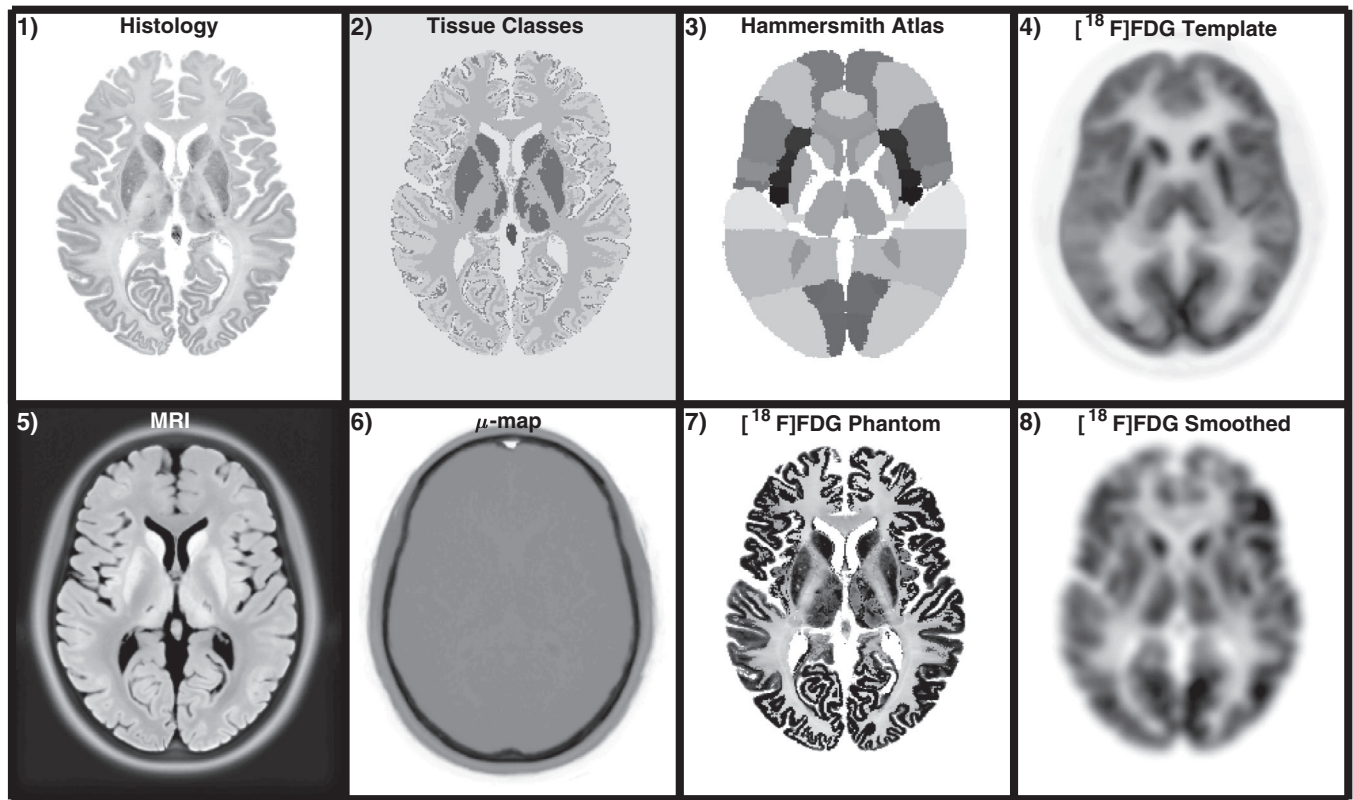 1) Histology
2) Tissue Classes
3) Hammersmith Atlas
4) [¹⁸F]FDG Template
5) MRI
6) μ-map
7) [¹⁸F]FDG Phantom
8) [¹⁸F]FDG Smoothed